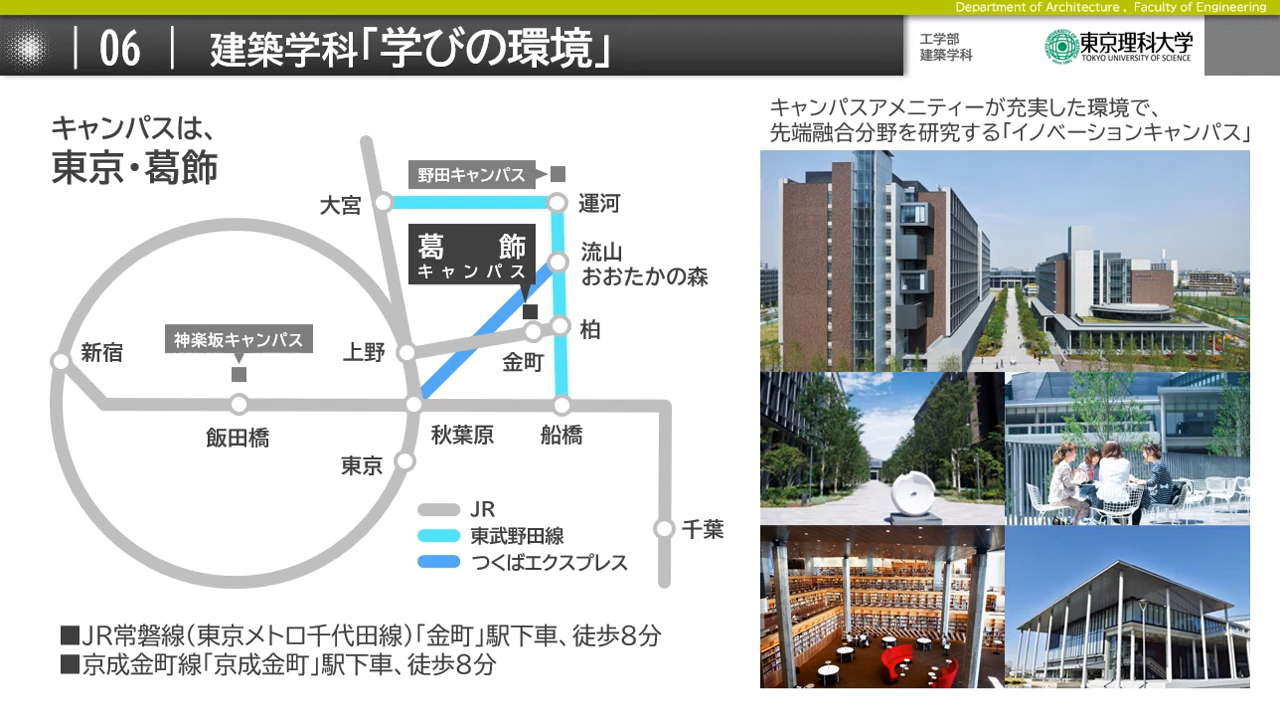 Department of Architecture , Faculty of Engineering
06
建築学科「学びの環境」
工学部
建築学科
東京理科大学
TOKYO UNIVERSITY OF SCIENCE
キャンパスは、
東京・葛飾
キャンパスアメニティーが充実した環境で、
先端融合分野を研究する「イノベーションキャンパス」
野田キャンパス
大宮
運河
葛飾
キャンパス
流山
おおたかの森
神楽坂キャンパス
新宿
上野
金町
柏
飯田橋
秋葉原
船橋
東京
千葉
JR
東武野田線
つくばエクスプレス
■JR常磐線（東京メトロ千代田線）「金町」駅下車、徒歩8分
■京成金町線「京成金町」駅下車、徒歩8分